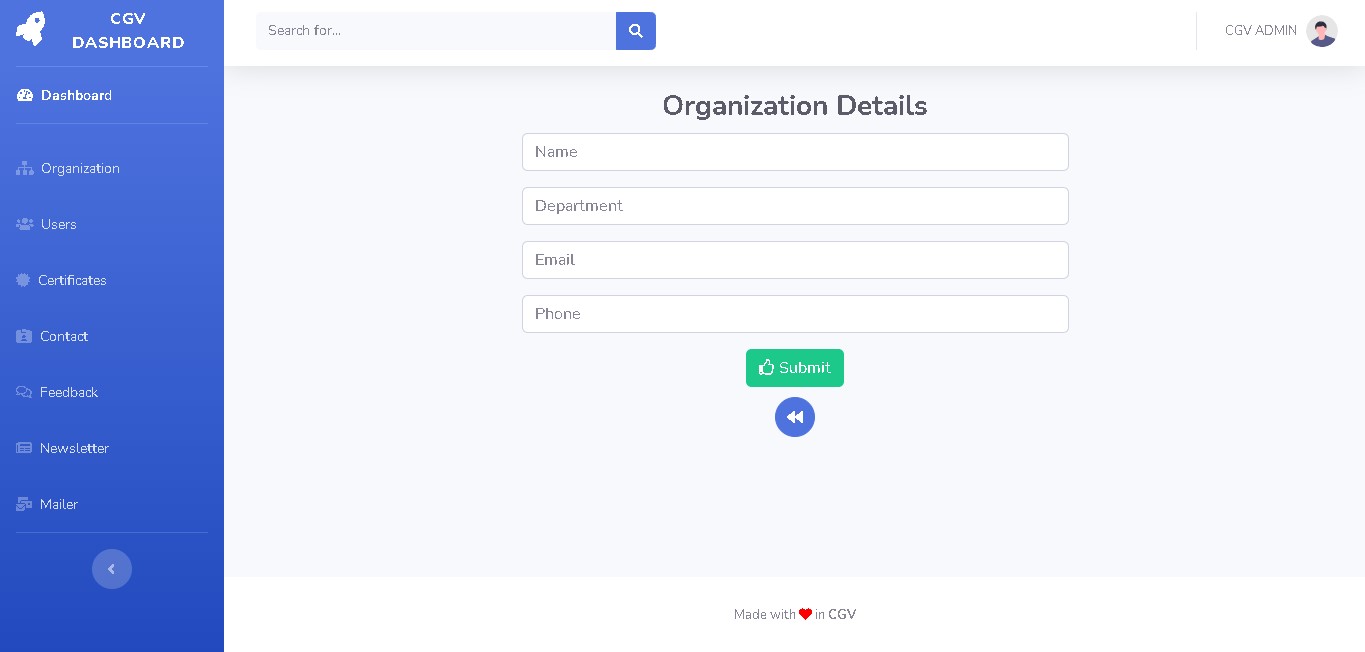 CGV
DASHBOARD
Search for...
CGV ADMIN
Dashboard
Organization
Users
Certificates
Contact
Feedback
Newsletter
Mailer
Organization Details
Name
Department
Email
Phone
Submit
Made with ❤ in CGV